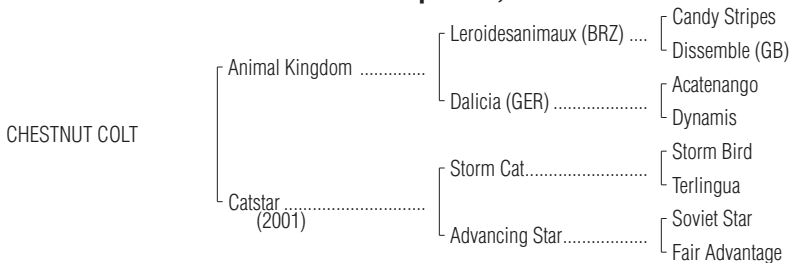 Candy Stripes
Leroidesanimaux (BRZ) ....
Dissemble (GB)
Animal Kingdom ..............
Acatenango
Dalicia (GER) ....................
Dynamis
CHESTNUT COLT
Storm Bird
Storm Cat..........................
Terlingua
Catstar ..............................
(2001)
Soviet Star
Advancing Star..................
Fair Advantage